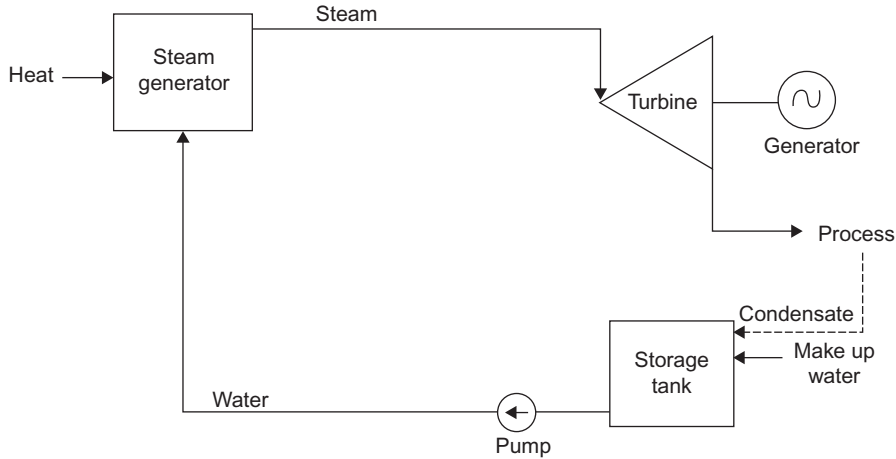 Steam
Steam
generator
Heat
Turbine
Generator
Process
Condensate
Storage
tank
Make up
water
Water
Pump